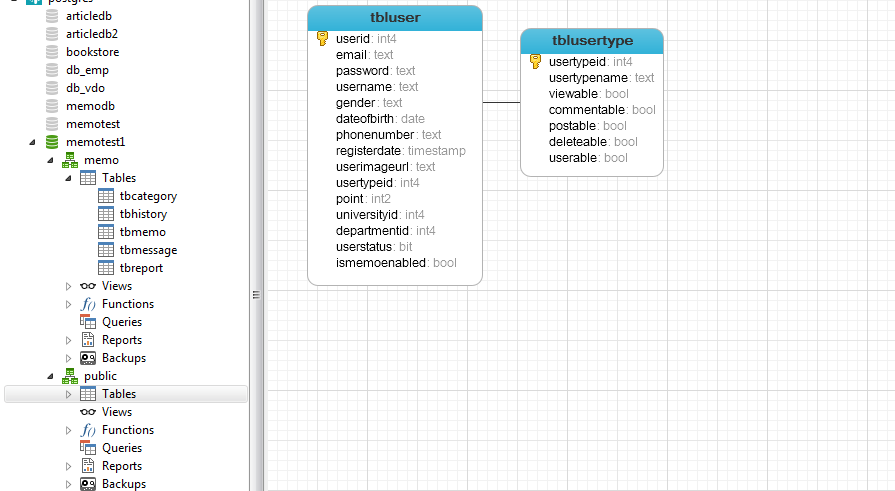 postgres
articledb
articledb2
bookstore
db_emp
db_vdo
memodb
memotest
memotest1
memo
Tables
tbcategory
tbhistory
tbmemo
tbmessage
tbreport
Views
Functions
Queries
Reports
Backups
public
Tables
Views
Functions
Queries
Reports
Backups
tbluser
userid: int4
email: text
password: text
username: text
gender: text
dateofbirth: date
phonenumber: text
registerdate: timestamp
userimageurl: text
usertypeid: int4
point: int2
universityid: int4
departmentid: int4
userstatus: bit
ismemoenabled: bool
tblusertype
usertypeid: int4
usertypename: text
viewable: bool
commentable: bool
postable: bool
deleteable: bool
userable: bool